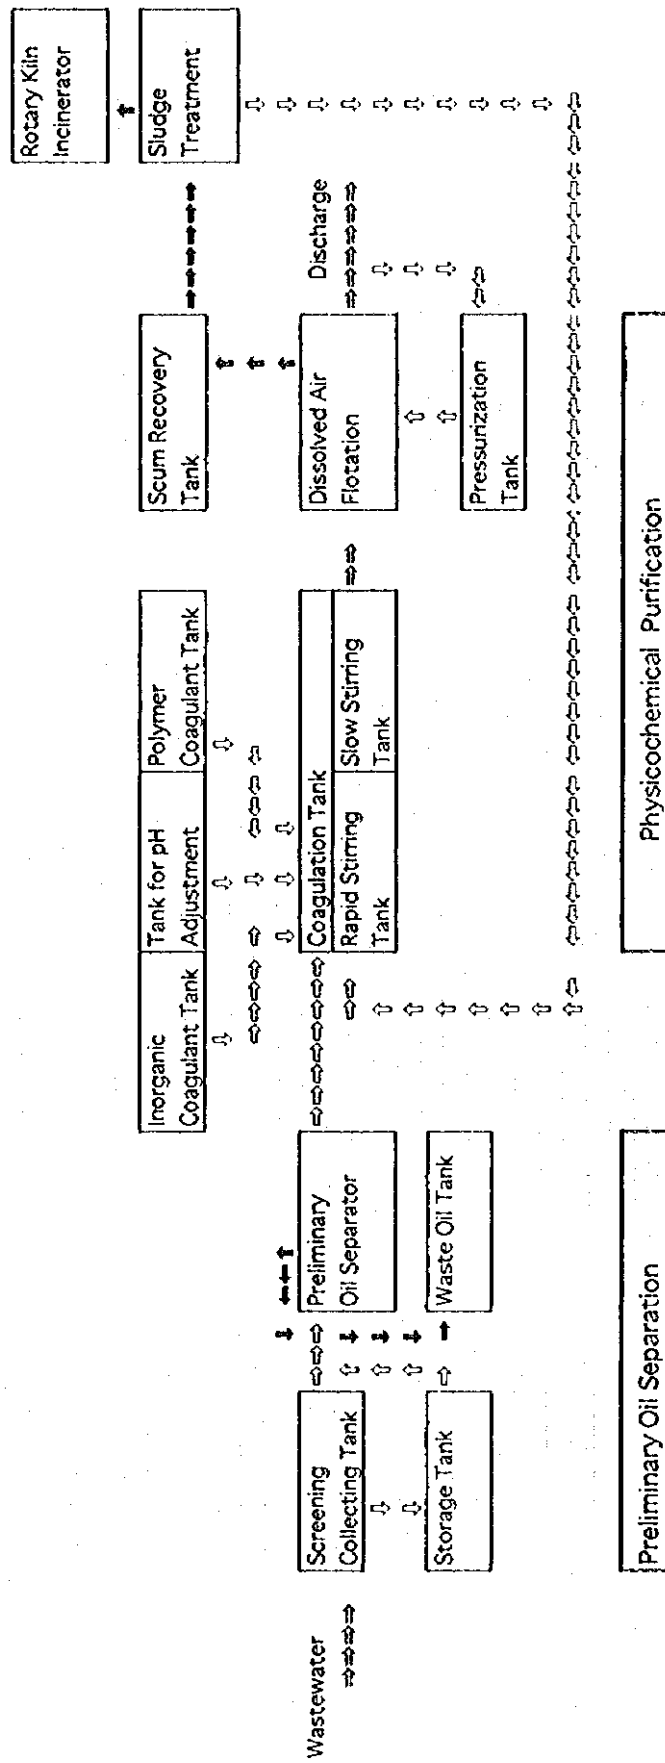 Rotary Kiln
Incinerator
Inorganic
Coagulant Tank
Tank for pH
Adjustment
Polymer
Coagulant Tank
Scum Recovery
Tank
Sludge
Treatment
Wastewater
Screening
Collecting Tank
Preliminary
Oil Separator
Coagulation Tank
Rapid Stirring
Tank
Slow Stirring
Tank
Dissolved Air
Flotation
Discharge
Storage Tank
Waste Oil Tank
Pressurization
Tank
Preliminary Oil Separation
Physicochemical Purification